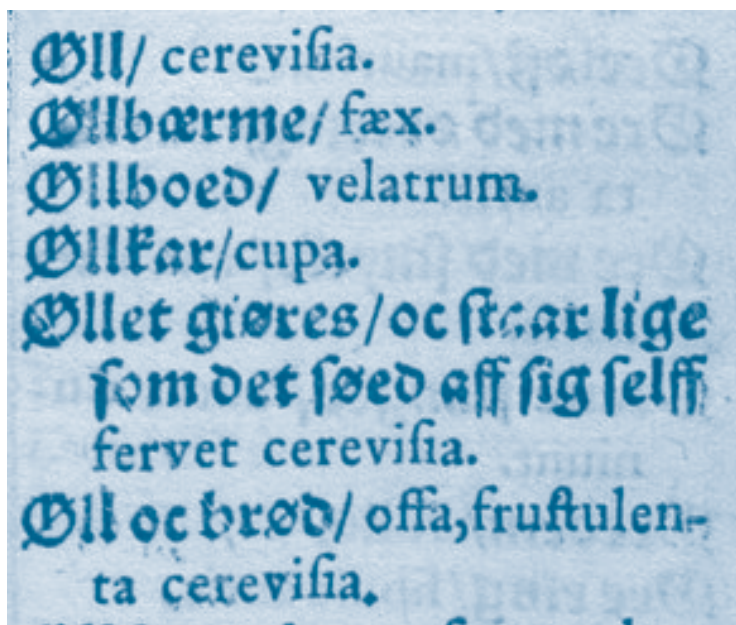 Øll/ cereviſia.
Øllbærme/ fæx.
Øllboed/ velatrum.
Øllkar/cupa.
Øllet giøres/oc ſtaar lige
ſom det ſøed aff ſig ſelff
fervet cereviſia.
Øll oc brød/ offa,fruſtulen-
ta cereviſia.